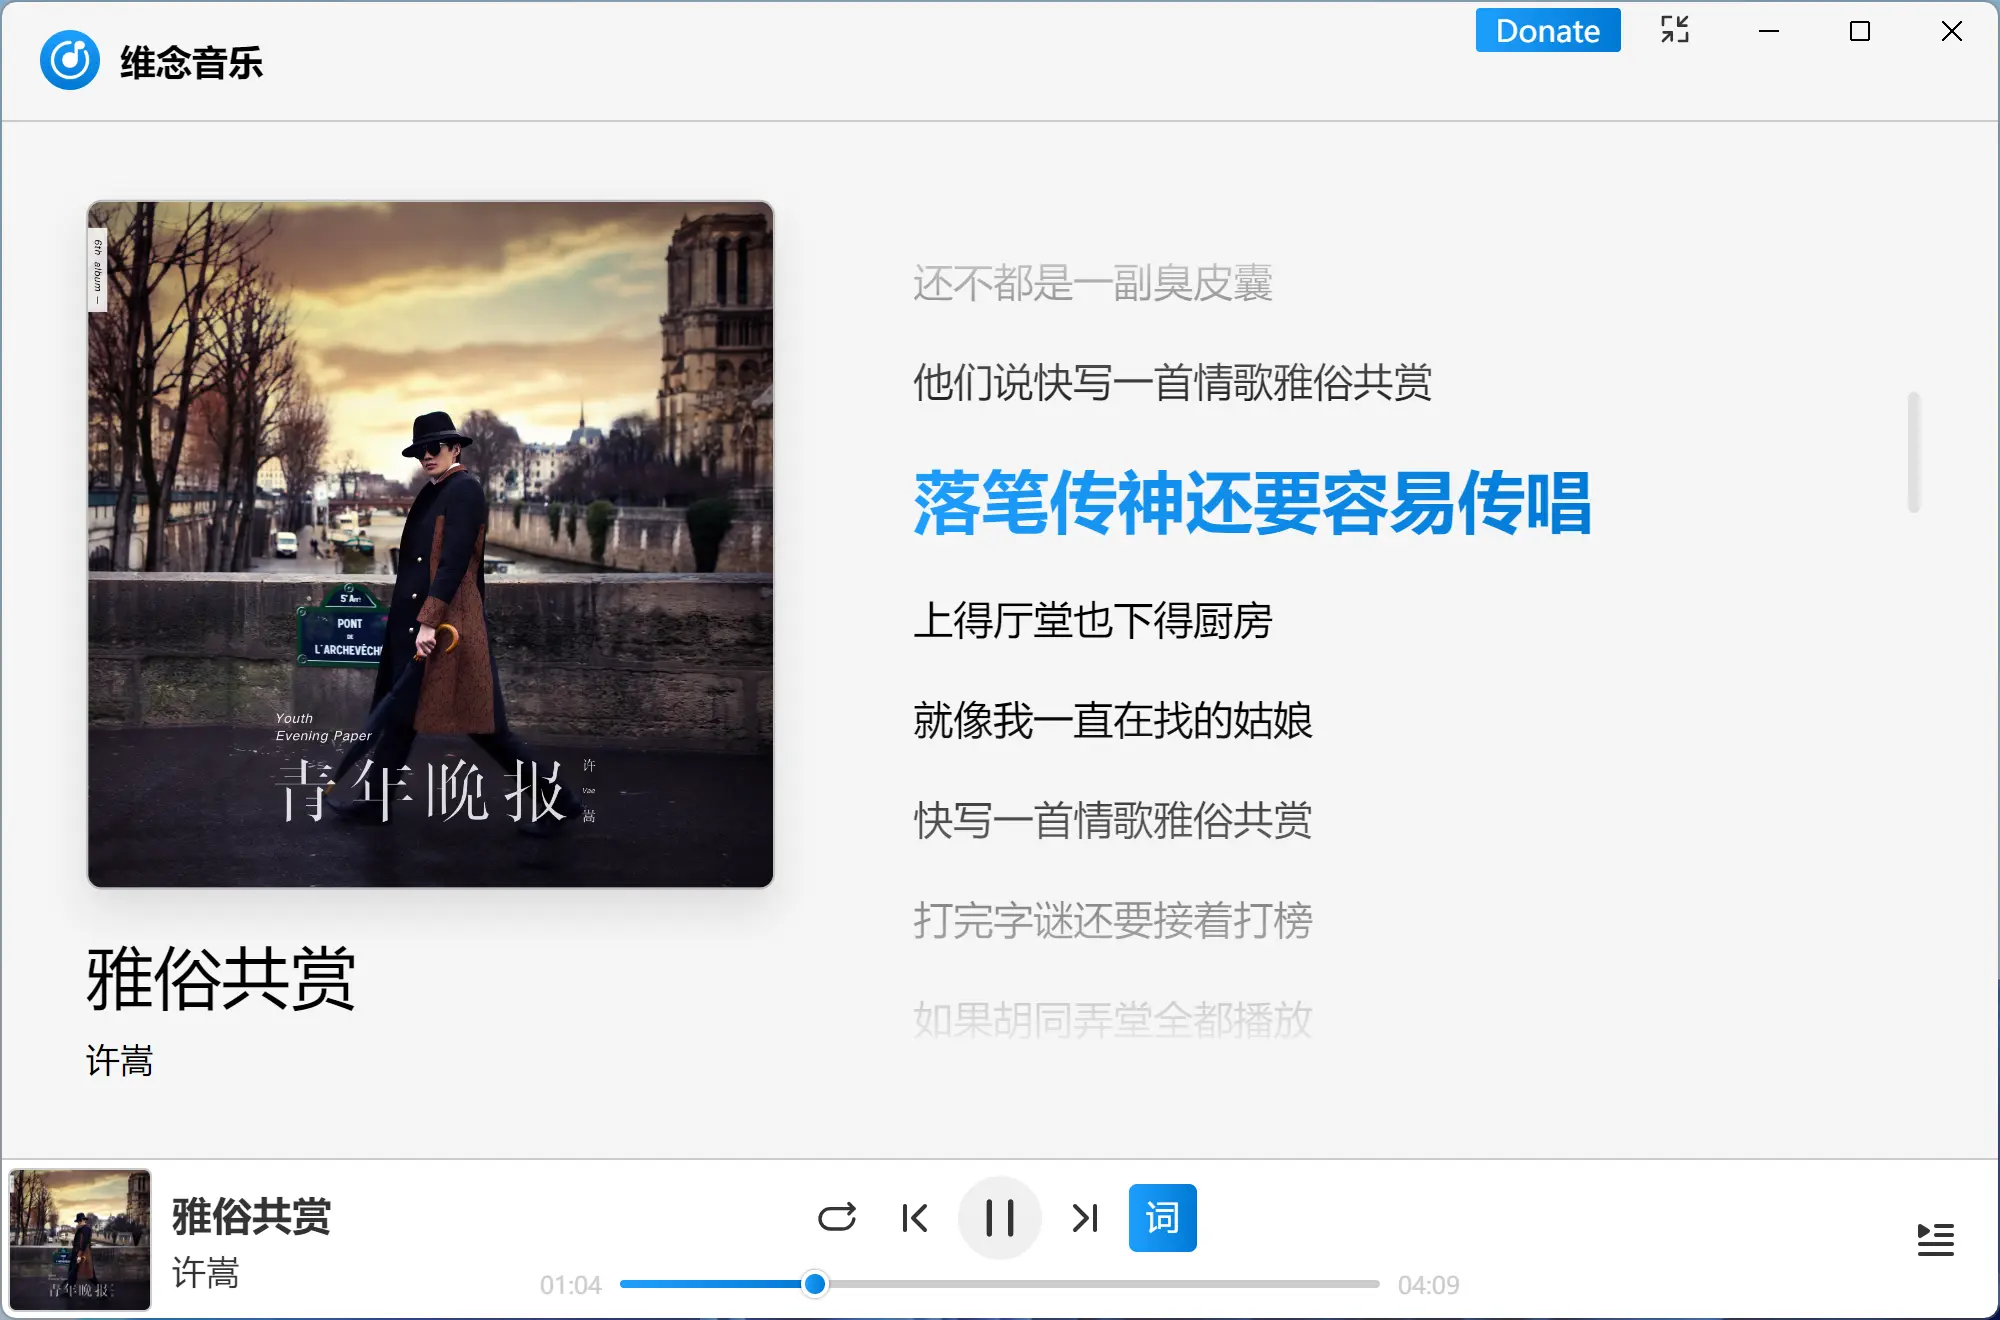 维念音乐
Donate
6th album —
5e Arrt
PONT
DE
L'ARCHEVÊCH
Youth
Evening Paper
青年晚报
许
Vae
嵩
雅俗共赏
许嵩
还不都是一副臭皮囊
他们说快写一首情歌雅俗共赏
落笔传神还要容易传唱
上得厅堂也下得厨房
就像我一直在找的姑娘
快写一首情歌雅俗共赏
打完字谜还要接着打榜
如果胡同弄堂全都播放
青年晚报
雅俗共赏
许嵩
词
01:04
04:09